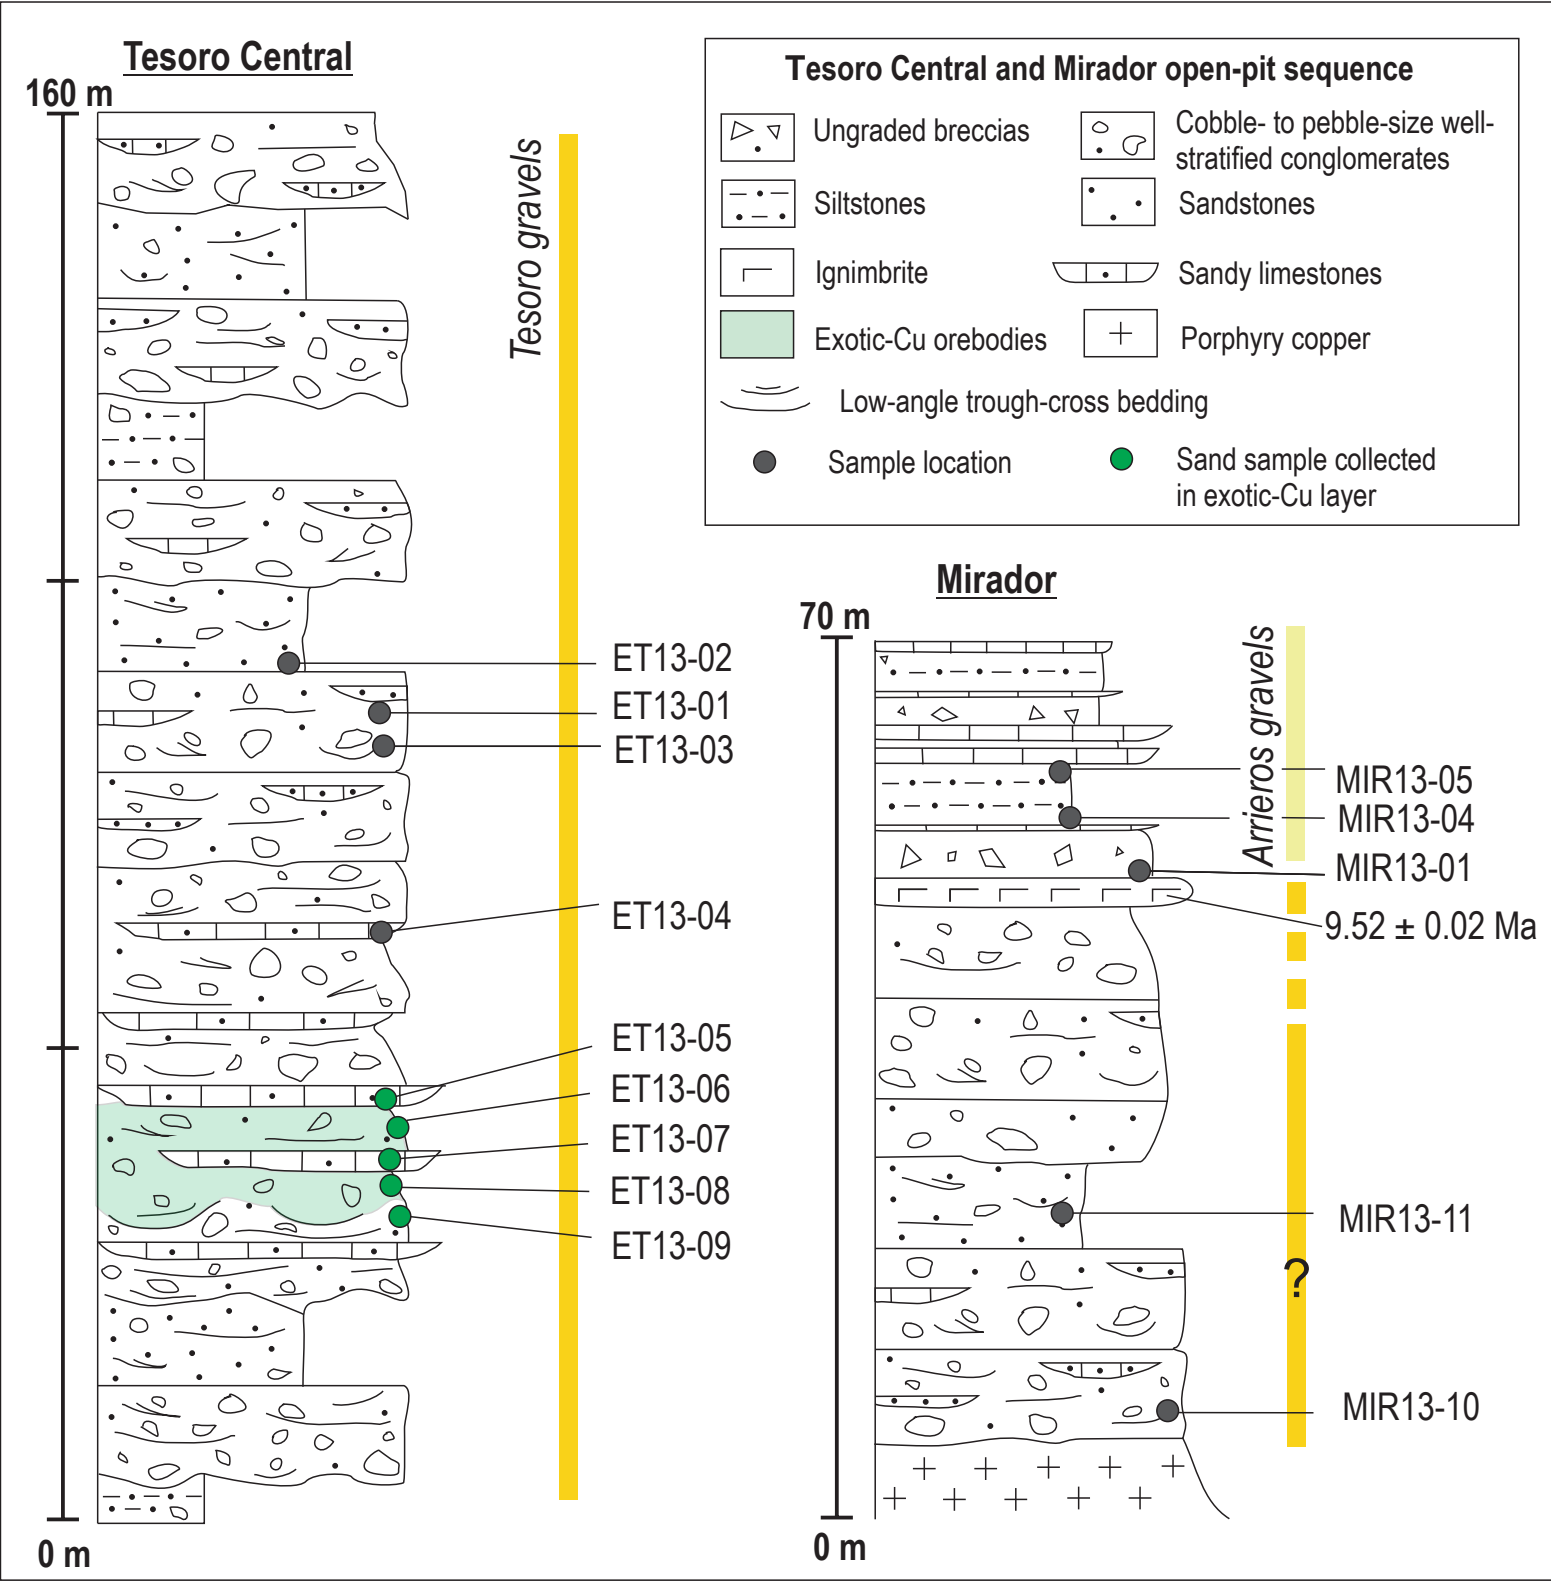 Tesoro Central
160 m
Tesoro gravels
ET13-02
ET13-01
ET13-03
ET13-04
ET13-05
ET13-06
ET13-07
ET13-08
ET13-09
0 m
Tesoro Central and Mirador open-pit sequence
Ungraded breccias
Cobble- to pebble-size well-
stratified conglomerates
Siltstones
Sandstones
Ignimbrite
Sandy limestones
Exotic-Cu orebodies
Porphyry copper
Low-angle trough-cross bedding
Sample location
Sand sample collected
in exotic-Cu layer
Mirador
70 m
Arrieros gravels
MIR13-05
MIR13-04
MIR13-01
9.52 ± 0.02 Ma
MIR13-11
?
MIR13-10
0 m